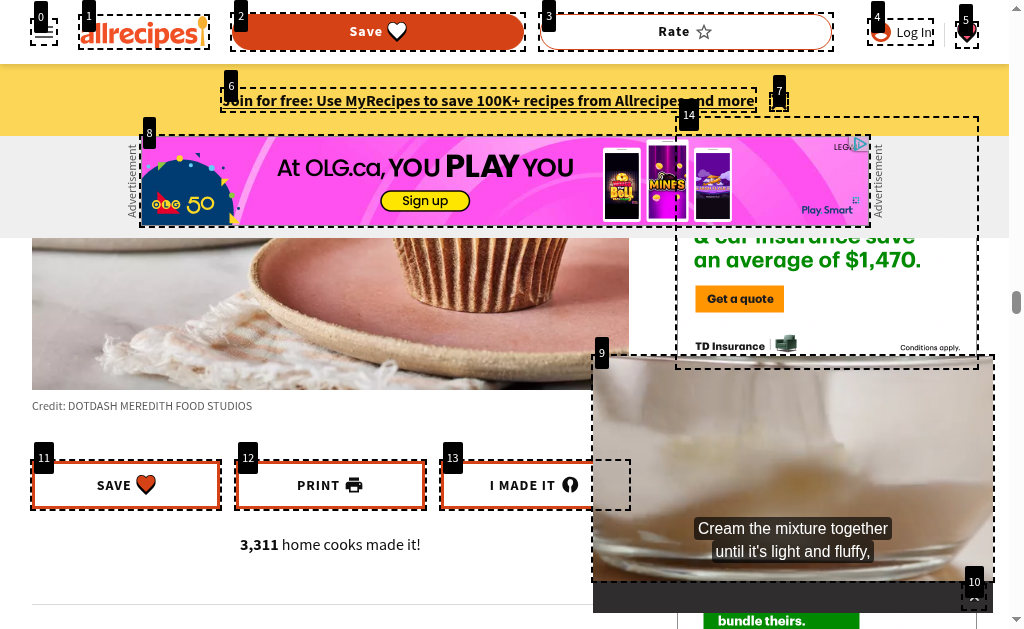 0
1
2
3
4
5
allrecipes
Save
Rate
Log In
6
7
Join for free: Use MyRecipes to save 100K+ recipes from Allrecipes and more
14
8
Advertisement
At OLG.ca, YOU PLAY YOU
Sign up
OLG 50
MINES
Play Smart
Advertisement
& car insurance save
an average of $1,470.
Get a quote
TD Insurance
Conditions apply.
9
Credit: DOTDASH MEREDITH FOOD STUDIOS
11
12
13
SAVE
PRINT
I MADE IT
Cream the mixture together
until it's light and fluffy,
3,311 home cooks made it!
10
bundle theirs.